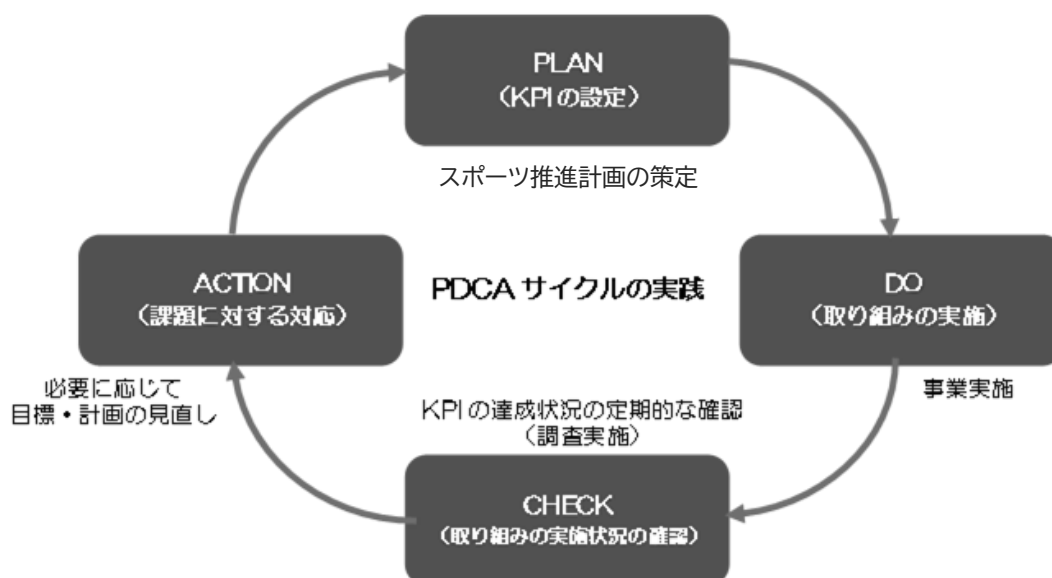 PLAN
（KPIの設定）
スポーツ推進計画の策定
ACTION
（課題に対する対応）
PDCAサイクルの実践
DO
（取り組みの実施）
必要に応じて
目標・計画の見直し
KPIの達成状況の定期的な確認
（調査実施）
事業実施
CHECK
（取り組みの実施状況の確認）